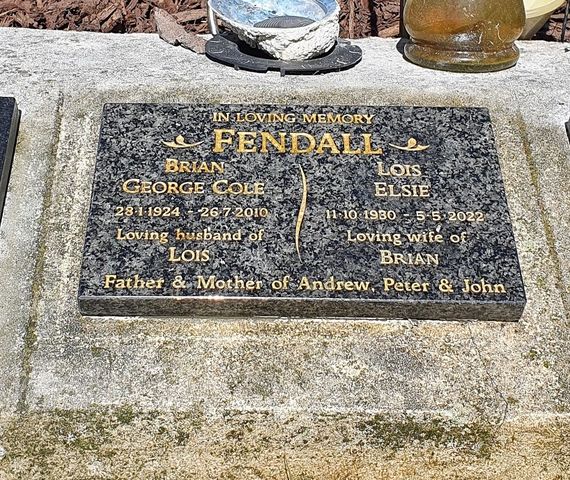 IN LOVING MEMORY
FENDALL
BRIAN
GEORGE COLE
28·1·1924 - 26·7·2010
Loving husband of
LOIS
LOIS
ELSIE
11·10·1930 - 5·5·2022
Loving wife of
BRIAN
Father & Mother of Andrew, Peter & John